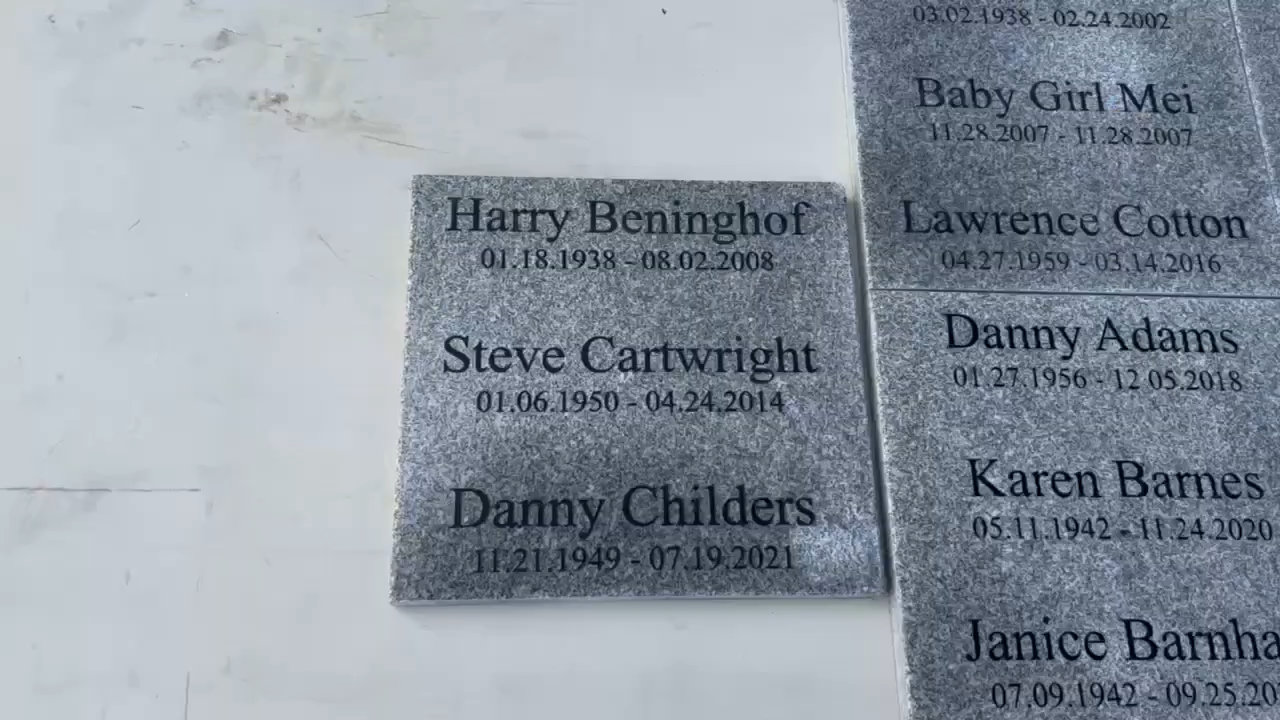 Harry Beninghof
01.18.1938 - 08.02.2008
Steve Cartwright
01.06.1950 - 04.24.2014
Danny Childers
11.21.1949 - 07.19.2021
03.02.1938 - 02.24.2002
Baby Girl Mei
11.28.2007 - 11.28.2007
Lawrence Cotton
04.27.1959 - 03.14.2016
Danny Adams
01.27.1956 - 12 05.2018
Karen Barnes
05.11.1942 - 11.24.2020
Janice
07.09.1942 -